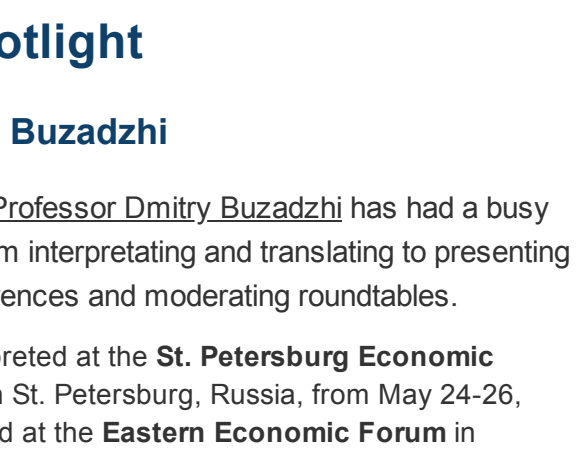 otlight
Buzadzhi
Professor Dmitry Buzadzhi has had a busy
m interpretating and translating to presenting
rences and moderating roundtables.
preted at the St. Petersburg Economic
n St. Petersburg, Russia, from May 24-26,
d at the Eastern Economic Forum in